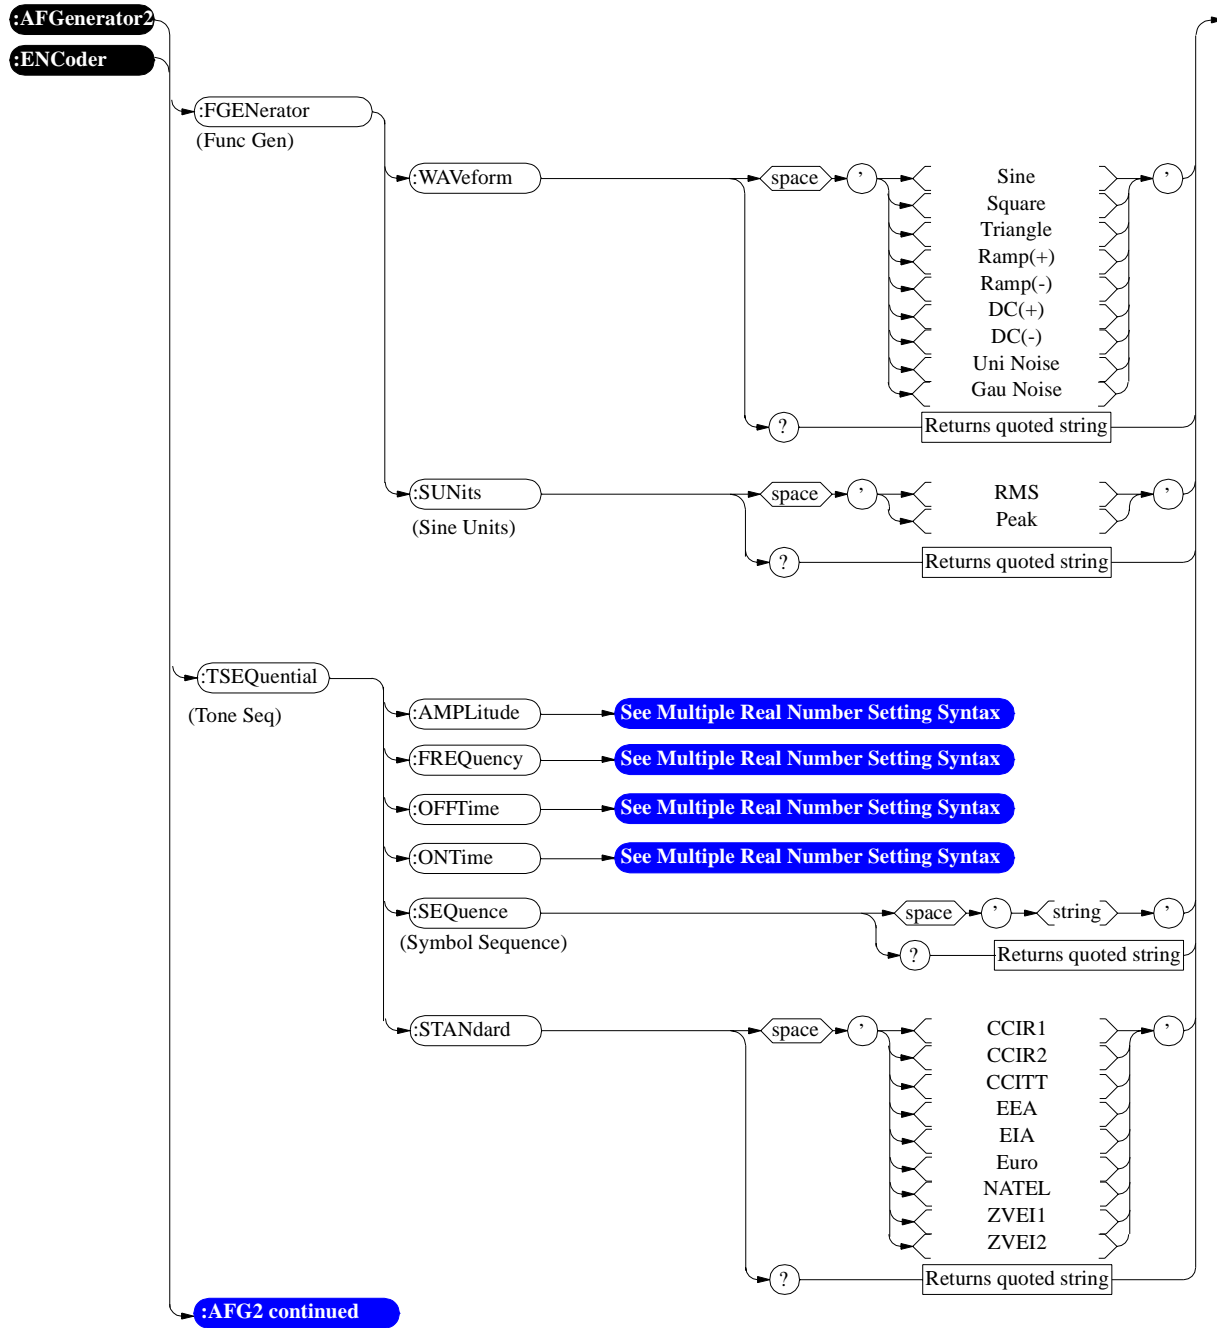 :AFGenerator2
:ENCoder
:FGENerator
(Func Gen)
:WAVeform
space
’
Sine
’
Square
Triangle
Ramp(+)
Ramp(-)
DC(+)
DC(-)
Uni Noise
Gau Noise
?
Returns quoted string
:SUNits
(Sine Units)
space
’
RMS
’
Peak
?
Returns quoted string
:TSEQuential
(Tone Seq)
:AMPLitude
See Multiple Real Number Setting Syntax
:FREQuency
See Multiple Real Number Setting Syntax
:OFFTime
See Multiple Real Number Setting Syntax
:ONTime
See Multiple Real Number Setting Syntax
:SEQuence
(Symbol Sequence)
space
’
string
’
?
Returns quoted string
:STANdard
space
’
CCIR1
’
CCIR2
CCITT
EEA
EIA
Euro
NATEL
ZVEI1
ZVEI2
?
Returns quoted string
:AFG2 continued